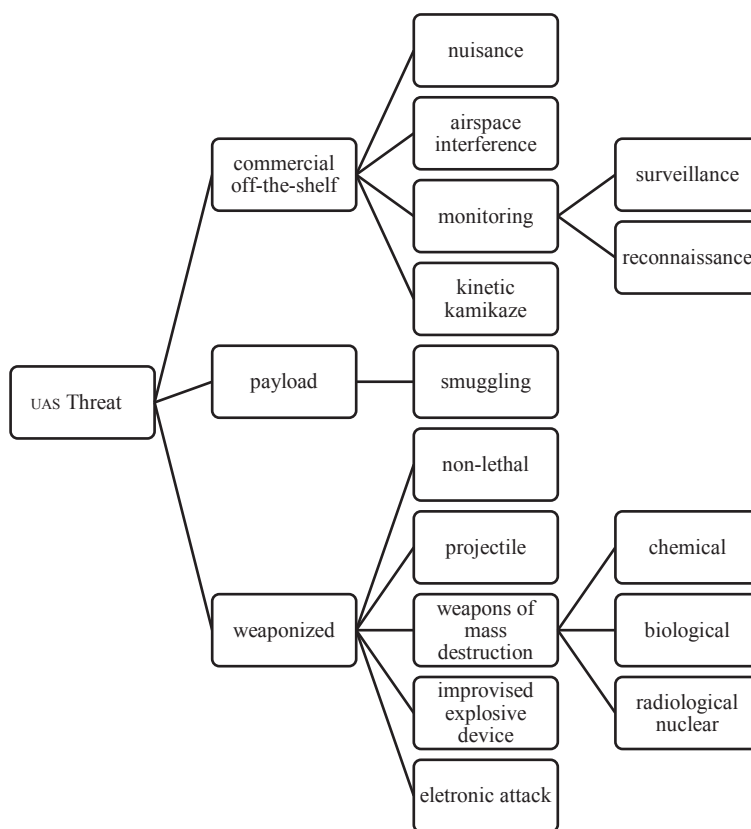 nuisance
airspace
interference
commercial
off-the-shelf
surveillance
monitoring
reconnaissance
kinetic
kamikaze
UAS Threat
payload
smuggling
non-lethal
projectile
chemical
weaponized
weapons of
mass
destruction
biological
improvised
explosive
device
radiological
nuclear
eletronic attack